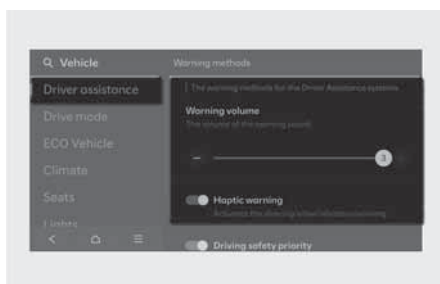 Vehicle
Warning methods
Driver assistance
The warning methods for the Driver Assistance systems.
Drive mode
Warning volume
The volume of the warning sound.
ECO Vehicle
3
Climate
Seats
Haptic warning
Lights
Driving safety priority